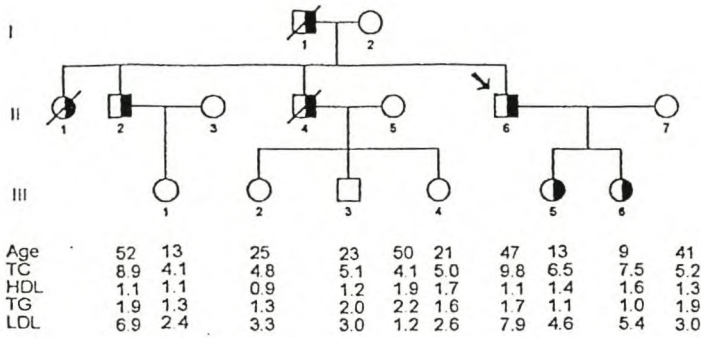 I
1 2
II
1 2 3 4 5 6 7
III
1 2 3 4 5 6
Age 52 13 25 23 50 21 47 13 9 41
TC 8.9 4.1 4.8 5.1 4.1 5.0 9.8 6.5 7.5 5.2
HDL 1.1 1.1 0.9 1.2 1.9 1.7 1.1 1.4 1.6 1.3
TG 1.9 1.3 1.3 2.0 2.2 1.6 1.7 1.1 1.0 1.9
LDL 6.9 2.4 3.3 3.0 1.2 2.6 7.9 4.6 5.4 3.0